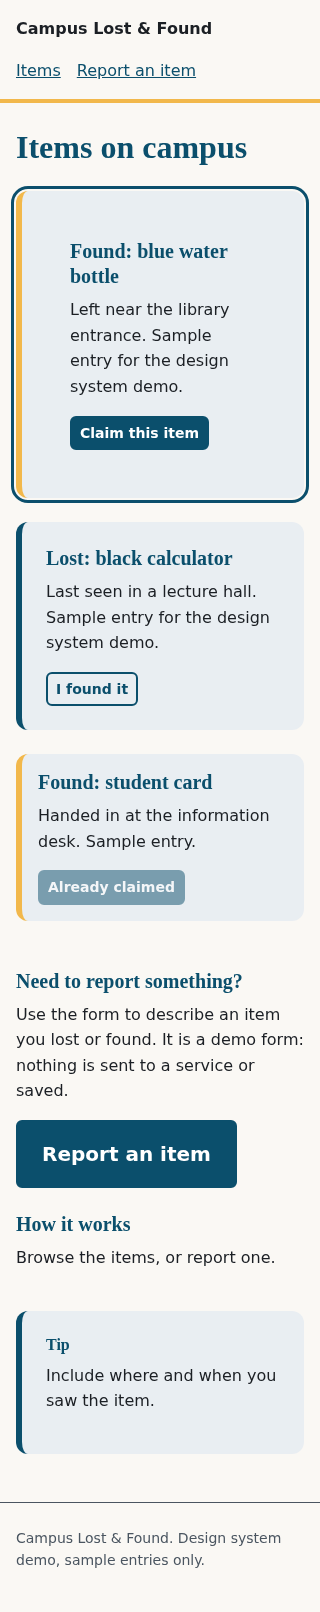 Campus Lost & Found
Items Report an item
Items on campus
Found: blue water
bottle
Left near the library
entrance. Sample
entry for the design
system demo.
Claim this item
Lost: black calculator
Last seen in a lecture hall.
Sample entry for the design
system demo.
I found it
Found: student card
Handed in at the information
desk. Sample entry.
Already claimed
Need to report something?
Use the form to describe an item
you lost or found. It is a demo form:
nothing is sent to a service or
saved.
Report an item
How it works
Browse the items, or report one.
Tip
Include where and when you
saw the item.
Campus Lost & Found. Design system
demo, sample entries only.